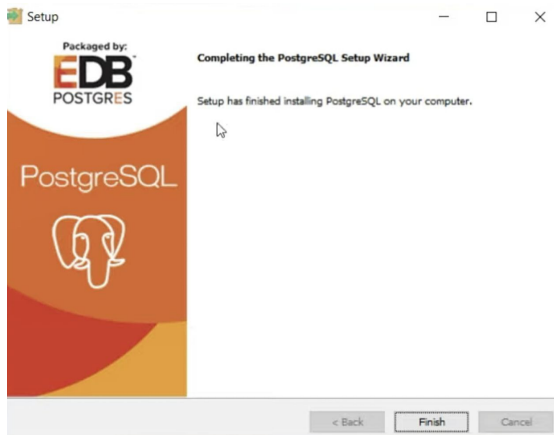 Setup
Packaged by:
EDB
POSTGRES
Completing the PostgreSQL Setup Wizard
Setup has finished installing PostgreSQL on your computer.
PostgreSQL
< Back
Finish
Cancel